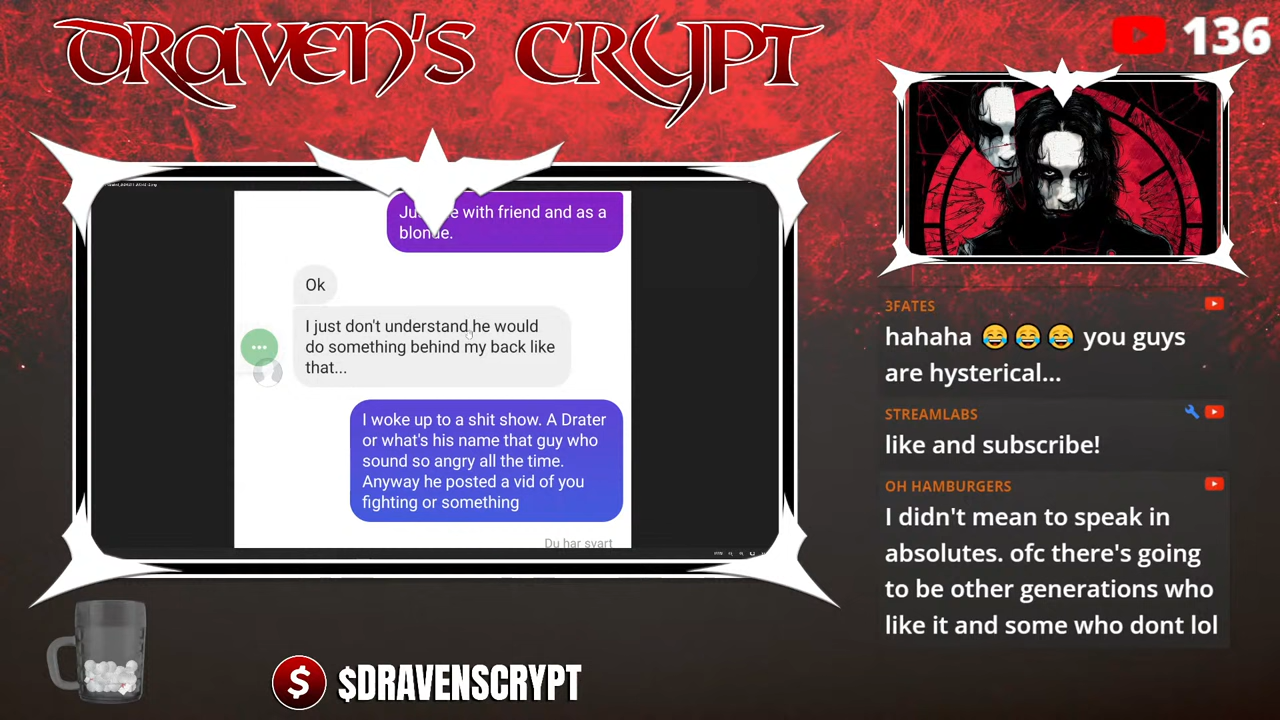 DRAVEN'S CRYPT
136
with friend and as a
blonde.
Ok
I just don't understand he would
do something behind my back like
that...
I woke up to a shit show. A Drater
or what's his name that guy who
sound so angry all the time.
Anyway he posted a vid of you
fighting or something
Du har svart
3FATES
hahaha 😂 😂 😂 you guys
are hysterical...
STREAMLABS
like and subscribe!
OH HAMBURGERS
I didn't mean to speak in
absolutes. ofc there's going
to be other generations who
like it and some who dont lol
$ $DRAVENSCRYPT